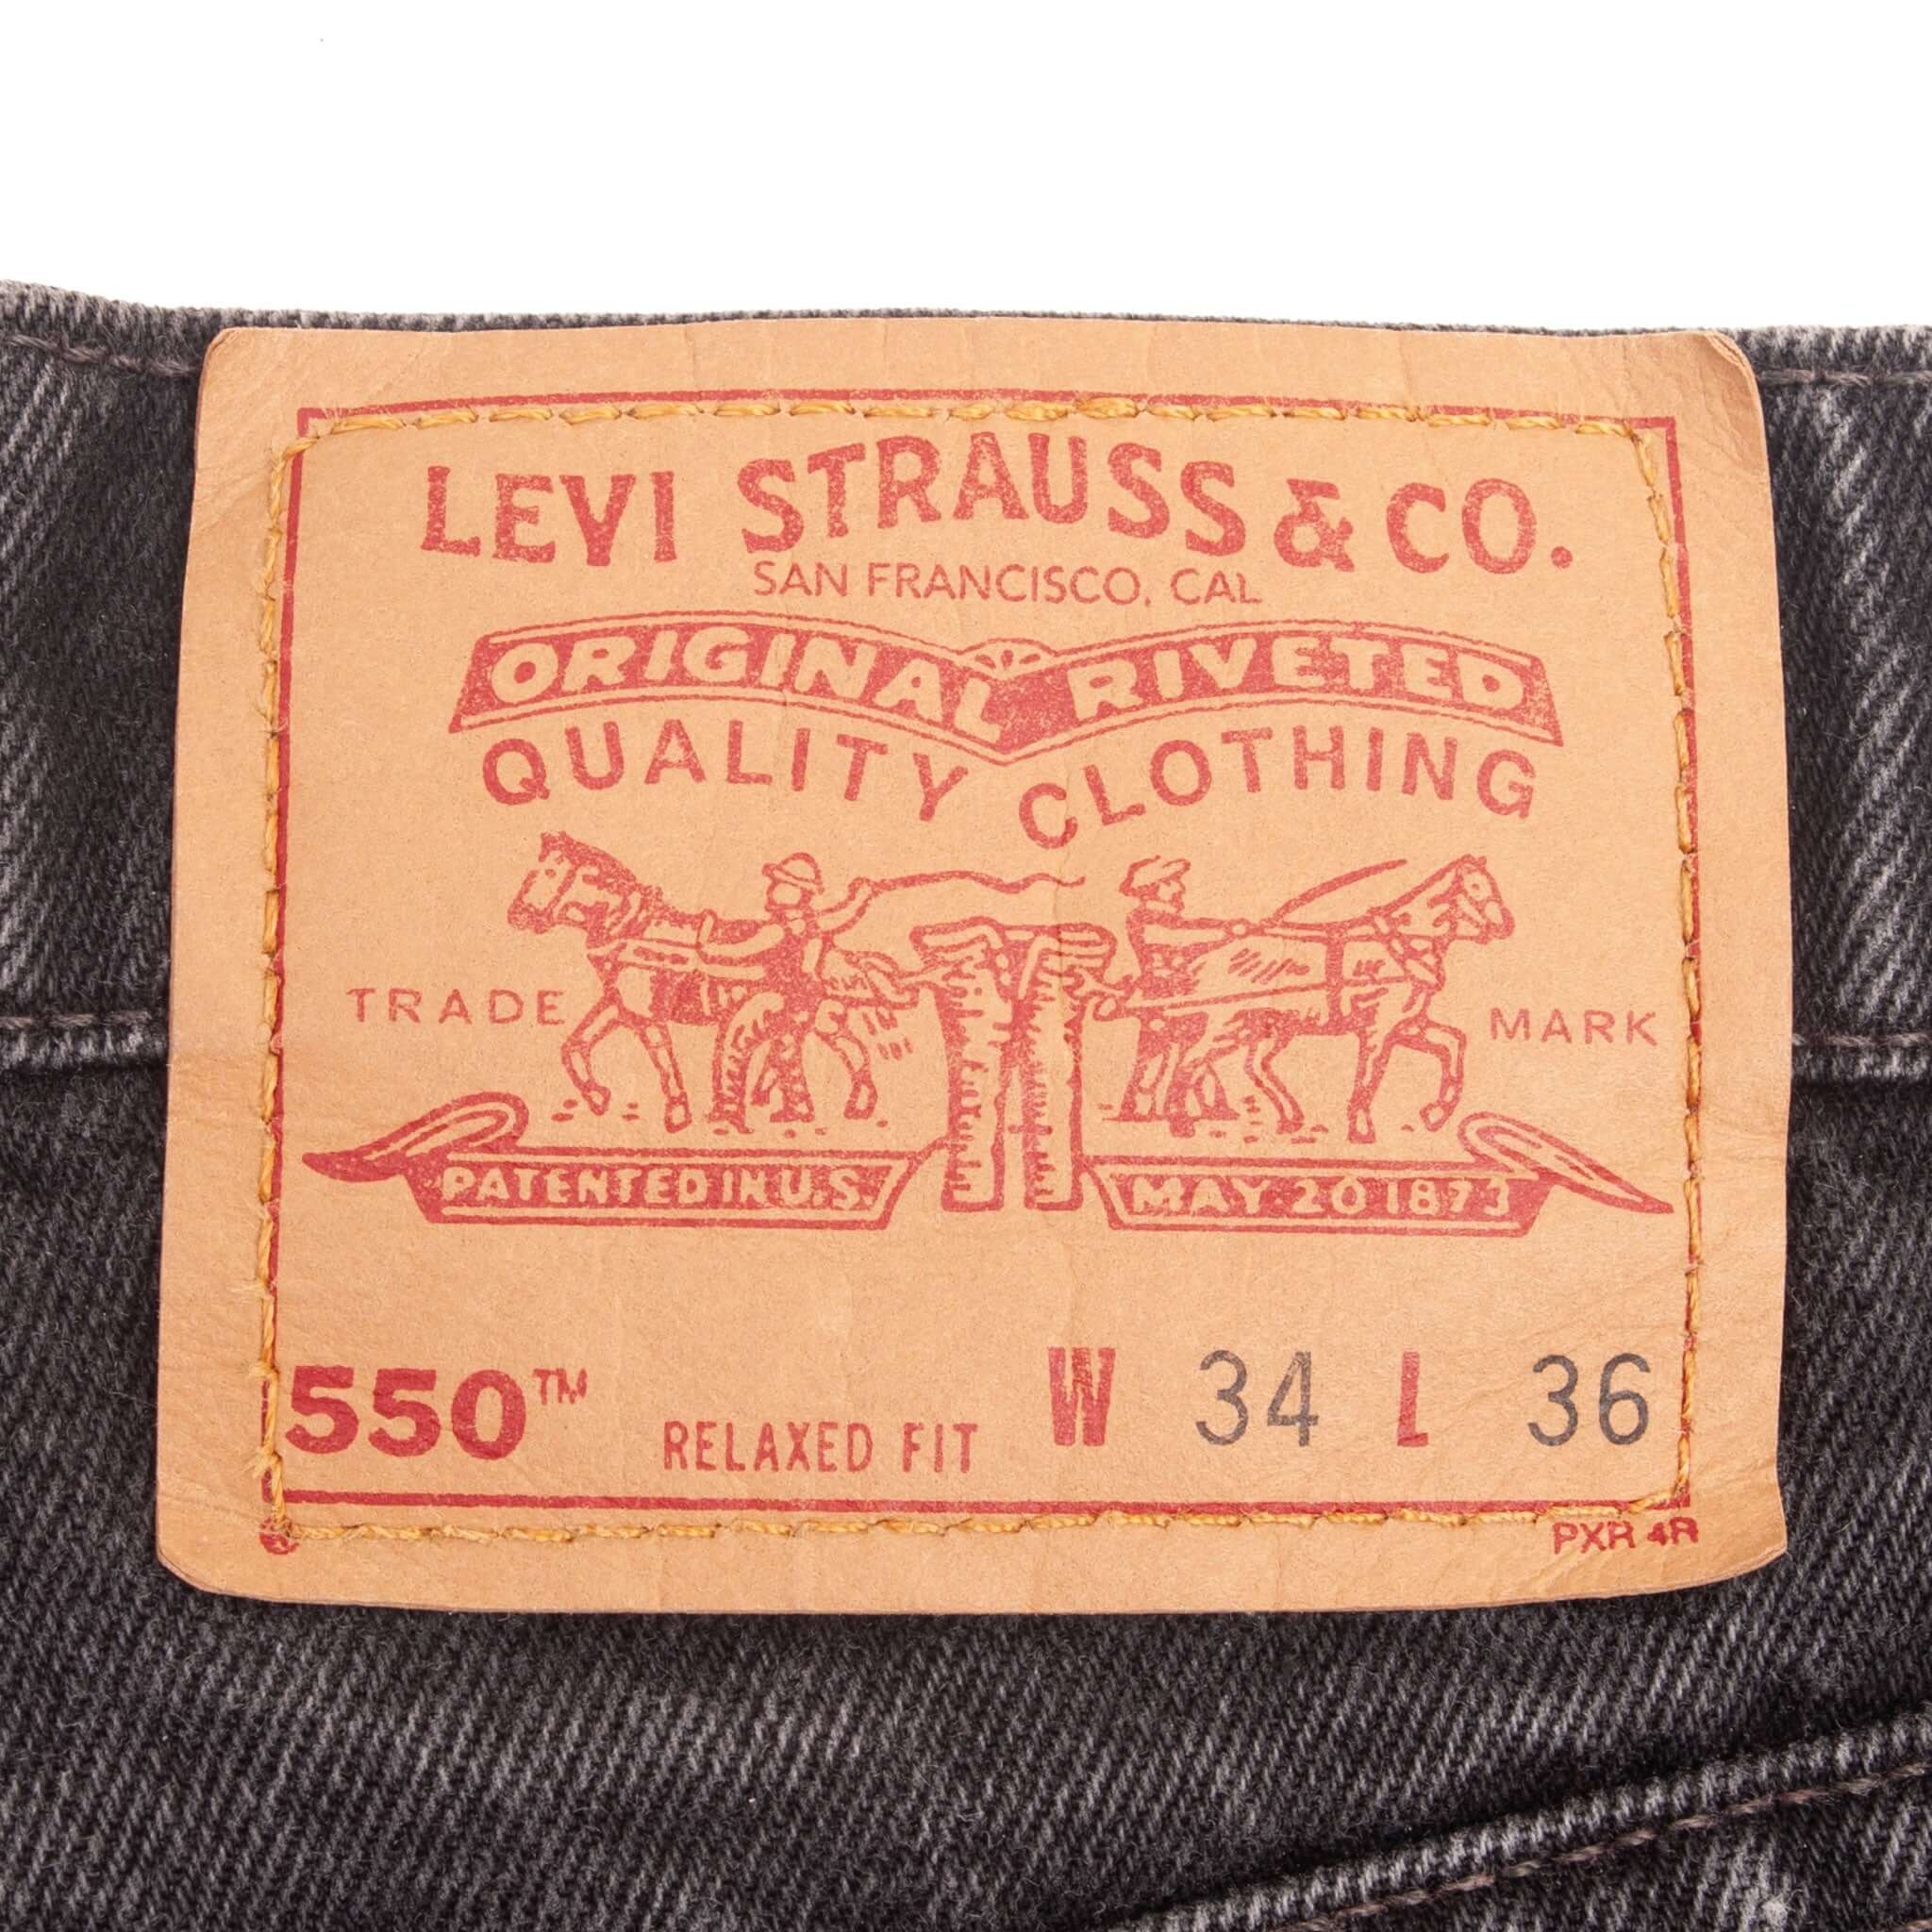 LEVI STRAUSS & CO.
SAN FRANCISCO, CAL
ORIGINAL RIVETED
QUALITY CLOTHING
TRADE MARK
PATENTED IN U.S. MAY 20 1873
550™ RELAXED FIT W 34 L 36
PXR 4R